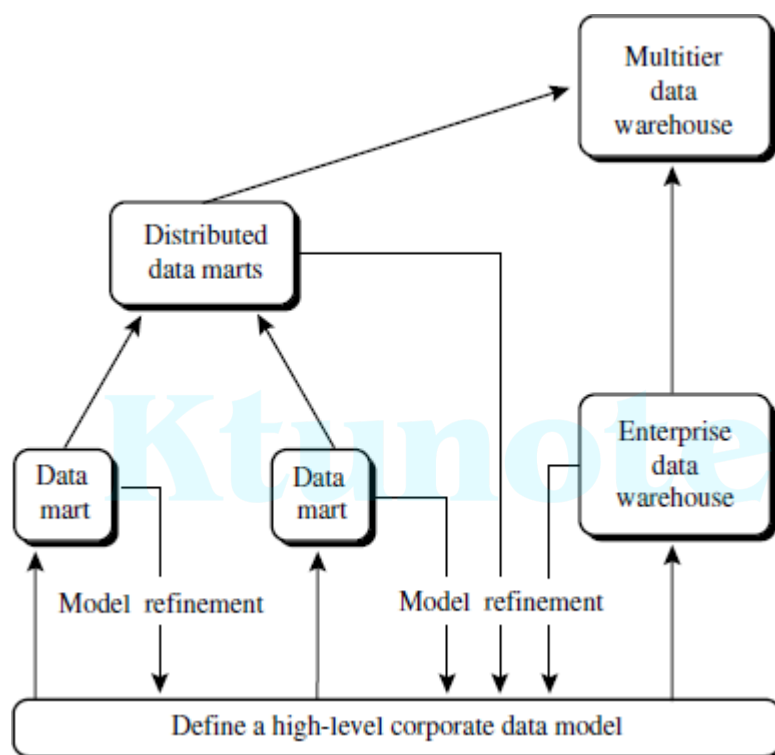 Multitier
data
warehouse
Distributed
data marts
Data
mart
Data
mart
Enterprise
data
warehouse
Ktunote
Model refinement
Model refinement
Define a high-level corporate data model